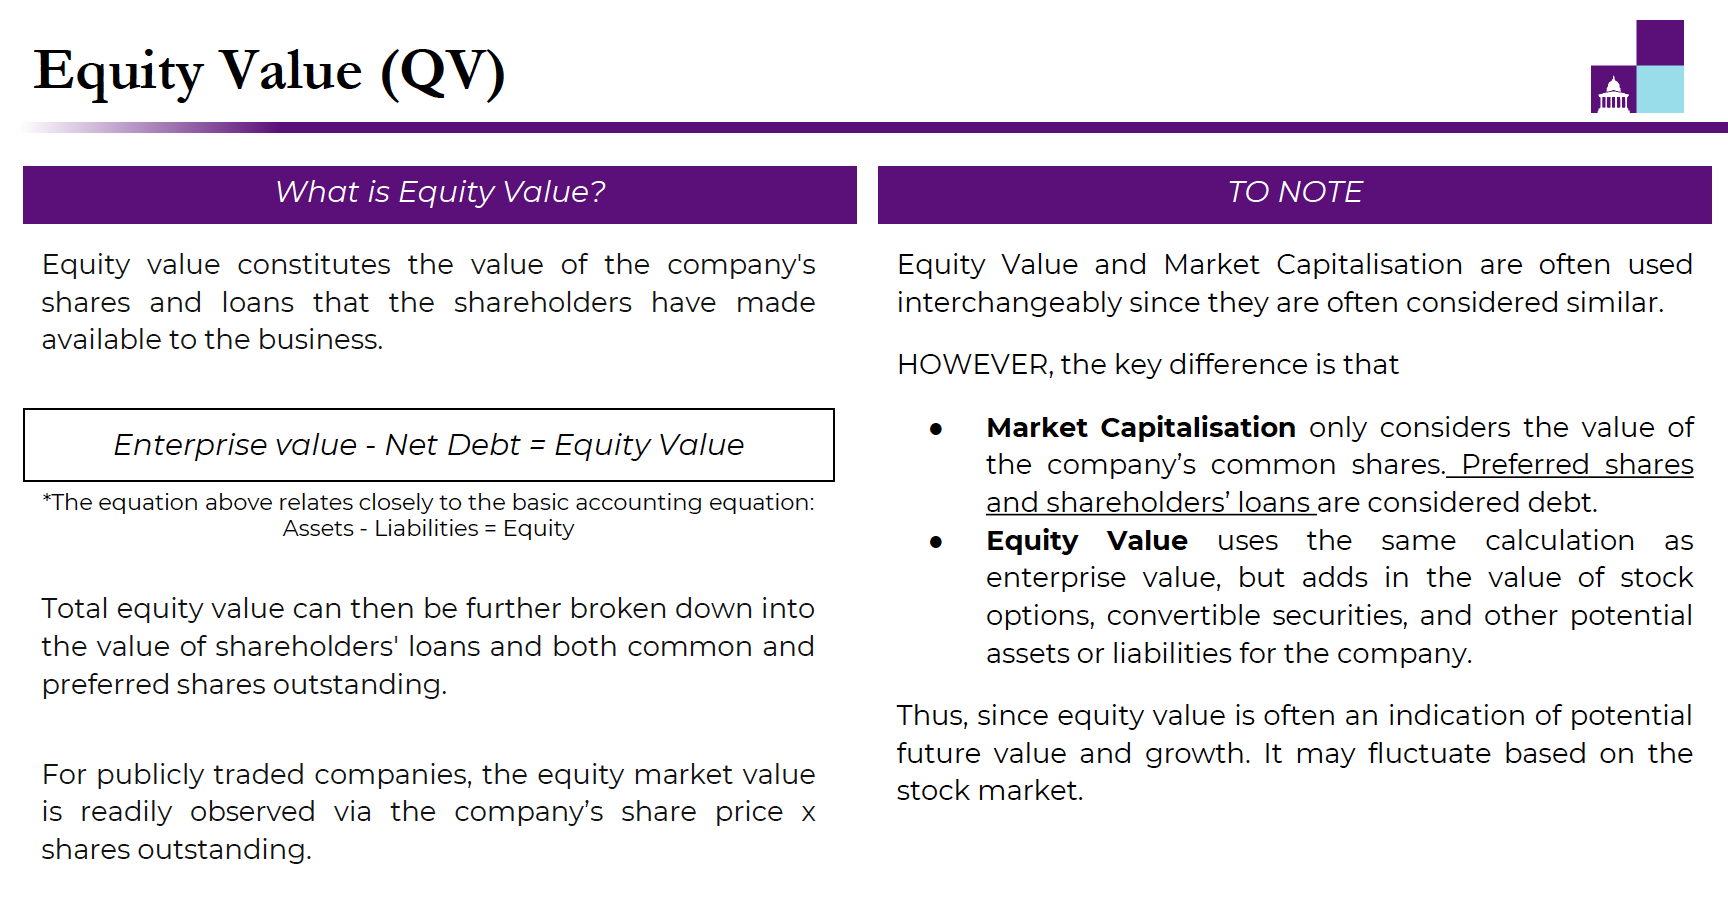 Equity Value (QV)
What is Equity Value?
Equity value constitutes the value of the company's
shares and loans that the shareholders have made
available to the business.
Enterprise value - Net Debt = Equity Value
*The equation above relates closely to the basic accounting equation:
Assets - Liabilities = Equity
Total equity value can then be further broken down into
the value of shareholders' loans and both common and
preferred shares outstanding.
For publicly traded companies, the equity market value
is readily observed via the company’s share price x
shares outstanding.
TO NOTE
Equity Value and Market Capitalisation are often used
interchangeably since they are often considered similar.
HOWEVER, the key difference is that
● Market Capitalisation only considers the value of
the company’s common shares. Preferred shares
and shareholders’ loans are considered debt.
● Equity Value uses the same calculation as
enterprise value, but adds in the value of stock
options, convertible securities, and other potential
assets or liabilities for the company.
Thus, since equity value is often an indication of potential
future value and growth. It may fluctuate based on the
stock market.